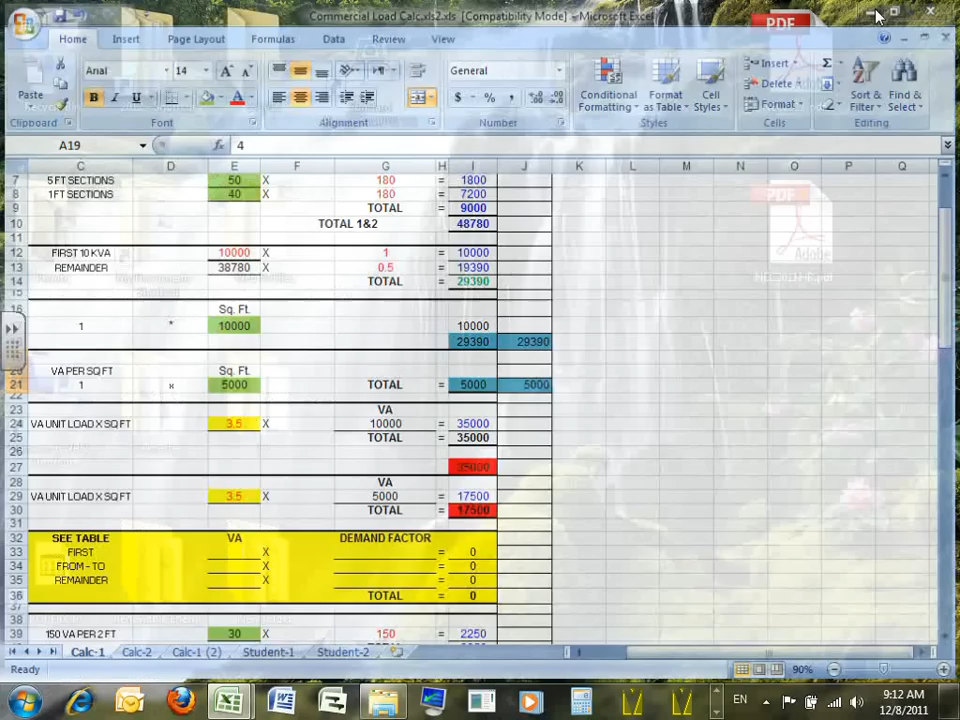 Commercial Load Calc.xls2.xls [Compatibility Mode] - Microsoft Excel
PDF
Home Insert Page Layout Formulas Data Review View
Arial 14 General Insert Σ
Paste Conditional Formatting Format as Table Cell Styles Delete Sort & Filter Find & Select
B I U $ % , Format
Clipboard Font Alignment Number Styles Cells Editing
A19 fx 4
C D E F G H I J K L M N O P Q
7 5 FT SECTIONS 50 X 180 = 1800
8 1FT SECTIONS 40 X 180 = 7200
9 TOTAL = 9000
10 TOTAL 1&2 48780
11
12 FIRST 10 KVA 10000 X 1 = 10000
13 REMAINDER 38780 X 0.5 = 19390
14 TOTAL = 29390
15
16 Sq. Ft.
1 * 10000 10000
29390 29390
20 VA PER SQ FT Sq. Ft.
21 1 x 5000 TOTAL = 5000 5000
22
23 VA
24 VA UNIT LOAD X SQ FT 3.5 X 10000 = 35000
25 TOTAL = 35000
26
27 35000
28 VA
29 VA UNIT LOAD X SQ FT 3.5 X 5000 = 17500
30 TOTAL = 17500
31
32 SEE TABLE VA DEMAND FACTOR
33 FIRST X = 0
34 FROM - TO X = 0
35 REMAINDER X = 0
36 TOTAL = 0
37
38
39 150 VA PER 2 FT 30 X 150 = 2250
PDF
Adobe
Calc-1 Calc-2 Calc-1 (2) Student-1 Student-2
Ready 90%
EN 9:12 AM
12/8/2011